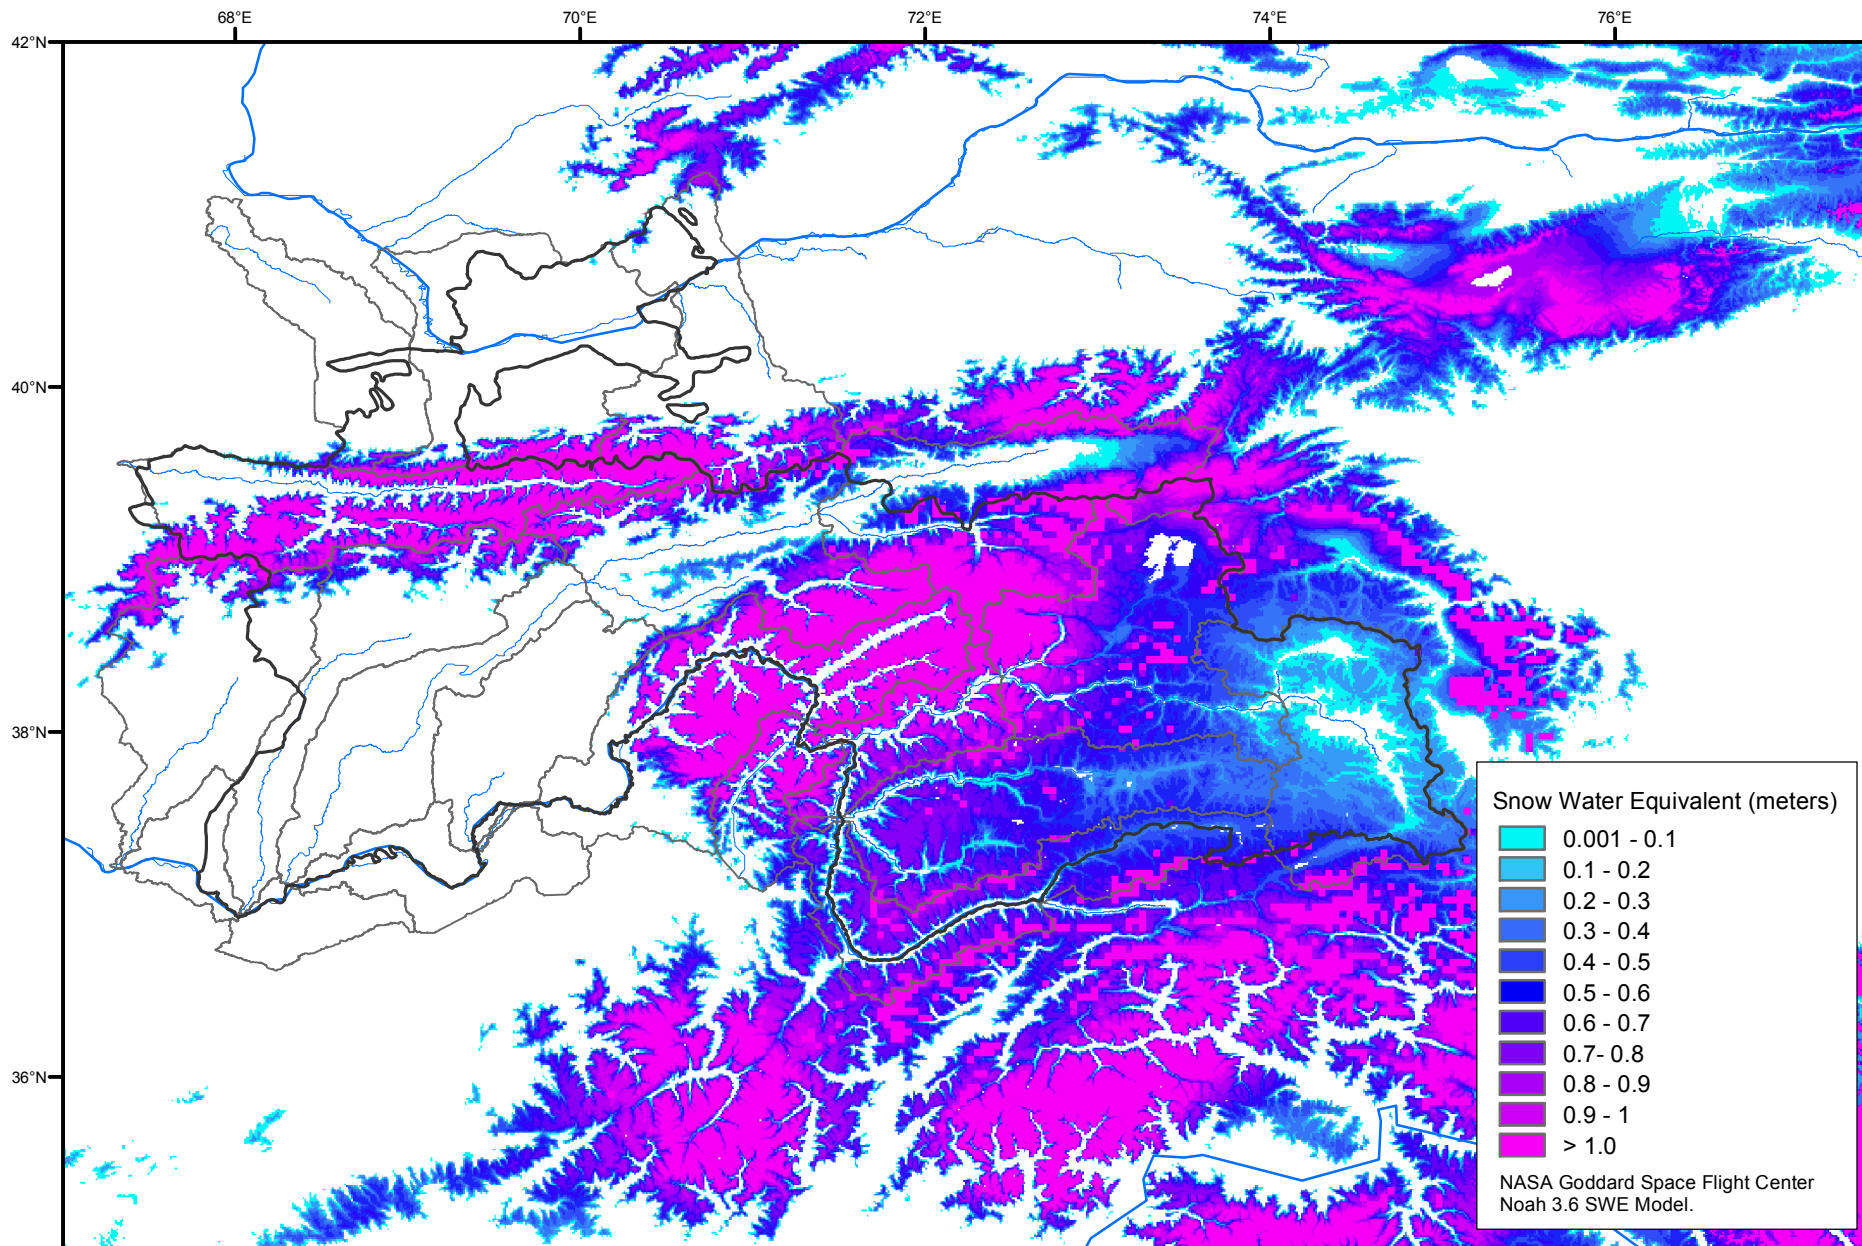 68°E
70°E
72°E
74°E
76°E
42°N
40°N
38°N
36°N
Snow Water Equivalent (meters)
0.001 - 0.1
0.1 - 0.2
0.2 - 0.3
0.3 - 0.4
0.4 - 0.5
0.5 - 0.6
0.6 - 0.7
0.7- 0.8
0.8 - 0.9
0.9 - 1
> 1.0
NASA Goddard Space Flight Center
Noah 3.6 SWE Model.